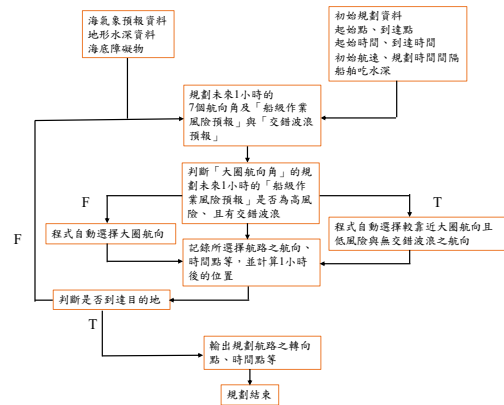 海氣象預報資料
地形水深資料
海底障礙物
初始規劃資料
起始點、到達點
起始時間、到達時間
初始航速、規劃時間間隔
船舶吃水深
規劃未來1小時的
7個航向角及「船級作業
風險預報」與「交錯波浪
預報」
判斷「大圈航向角」的規
劃未來1小時的「船級作
業風險預報」是否為高風
險、且有交錯波浪
F
T
程式自動選擇大圈航向
程式自動選擇較靠近大圈航向且
低風險與無交錯波浪之航向
F
記錄所選擇航路之航向、
時間點等，並計算1小時
後的位置
判斷是否到達目的地
T
輸出規劃航路之轉向
點、時間點等
規劃結束